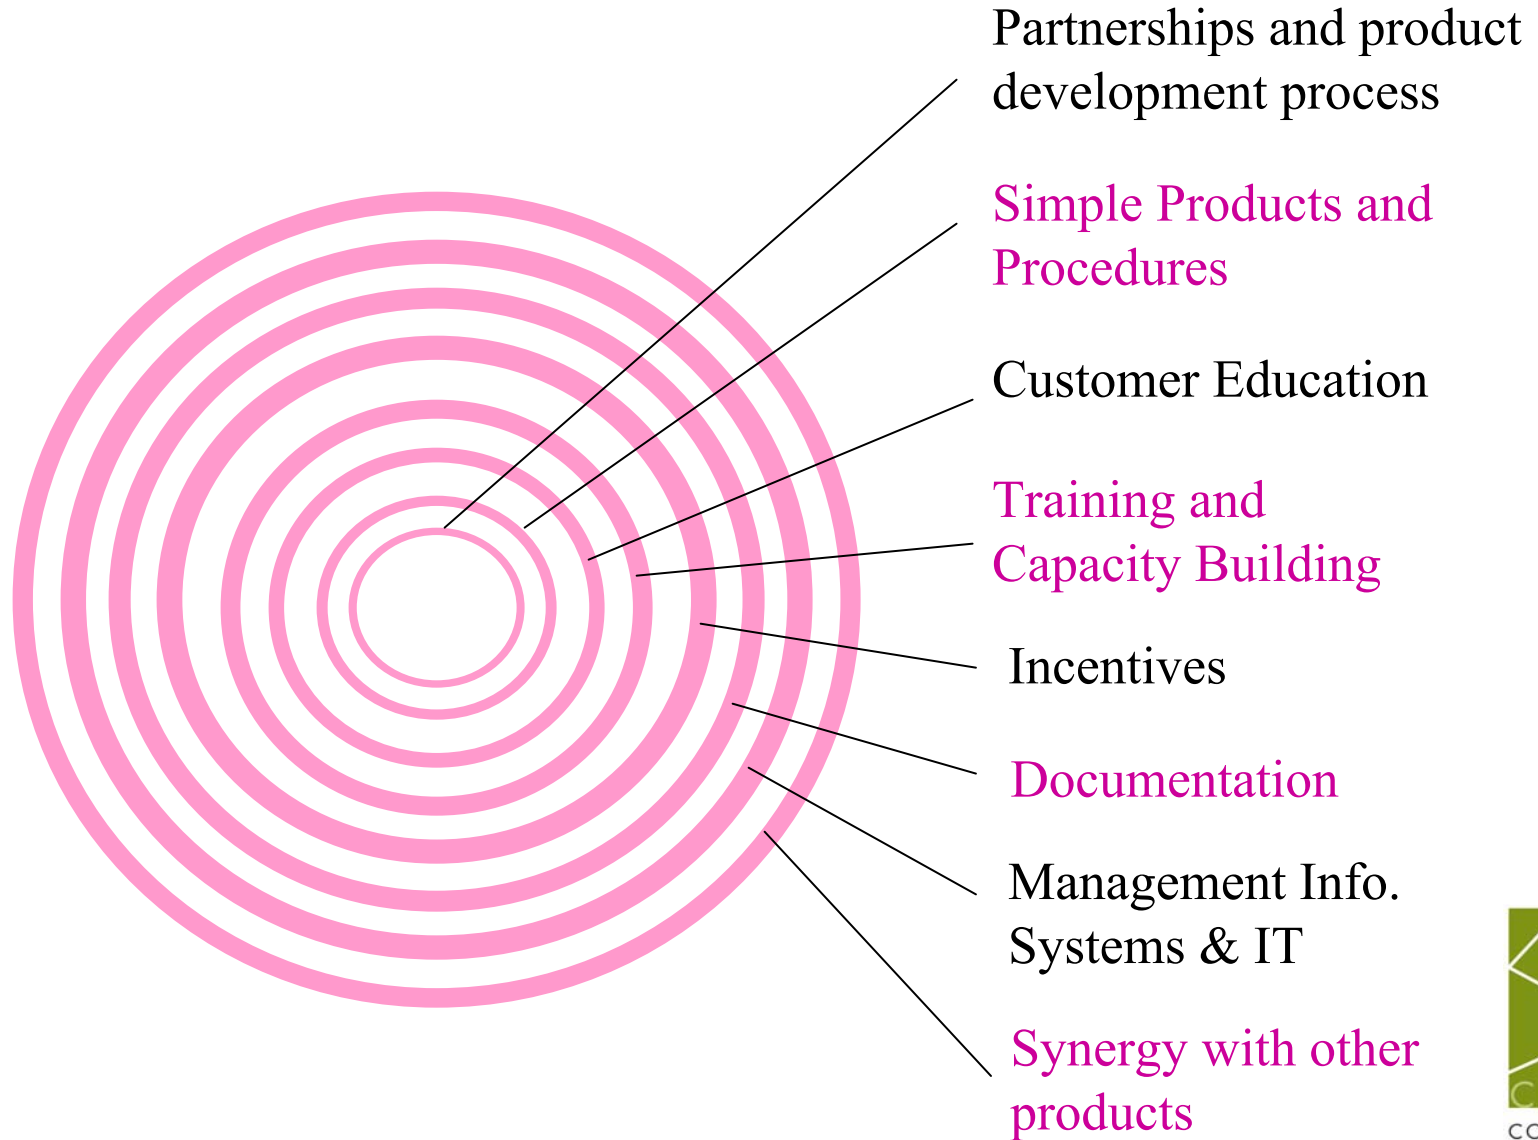 Partnerships and product
development process
Simple Products and
Procedures
Customer Education
Training and
Capacity Building
Incentives
Documentation
Management Info.
Systems & IT
Synergy with other
products